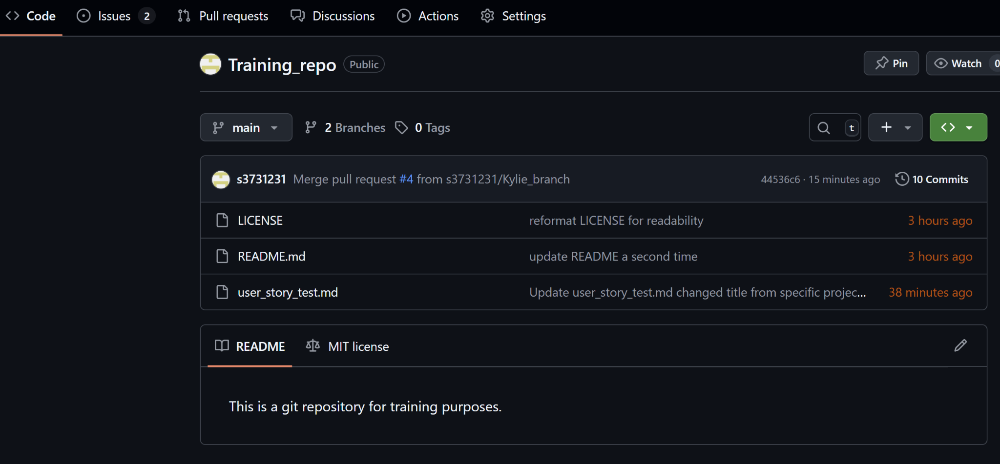 Code Issues 2 Pull requests Discussions Actions Settings
Training_repo Public Pin Watch 0
main 2 Branches 0 Tags t
s3731231 Merge pull request #4 from s3731231/Kylie_branch 44536c6 · 15 minutes ago 10 Commits
LICENSE reformat LICENSE for readability 3 hours ago
README.md update README a second time 3 hours ago
user_story_test.md Update user_story_test.md changed title from specific projec... 38 minutes ago
README MIT license
This is a git repository for training purposes.